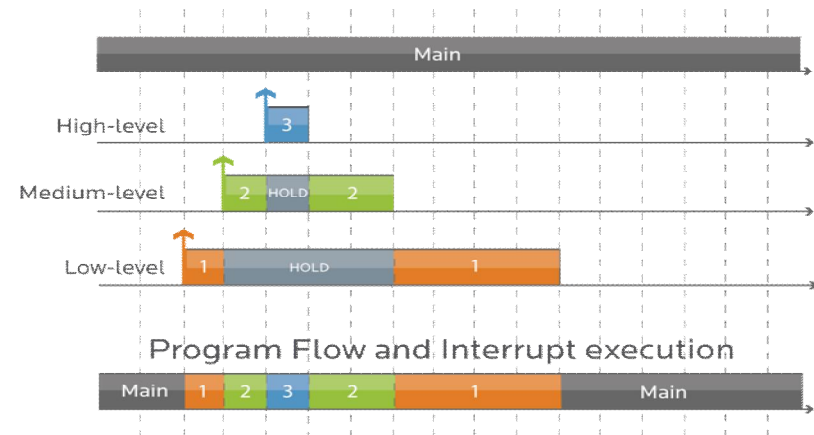 Main
High-level
3
Medium-level
2 HOLD 2
Low-level
1 HOLD 1
Program Flow and Interrupt execution
Main 1 2 3 2 1 Main